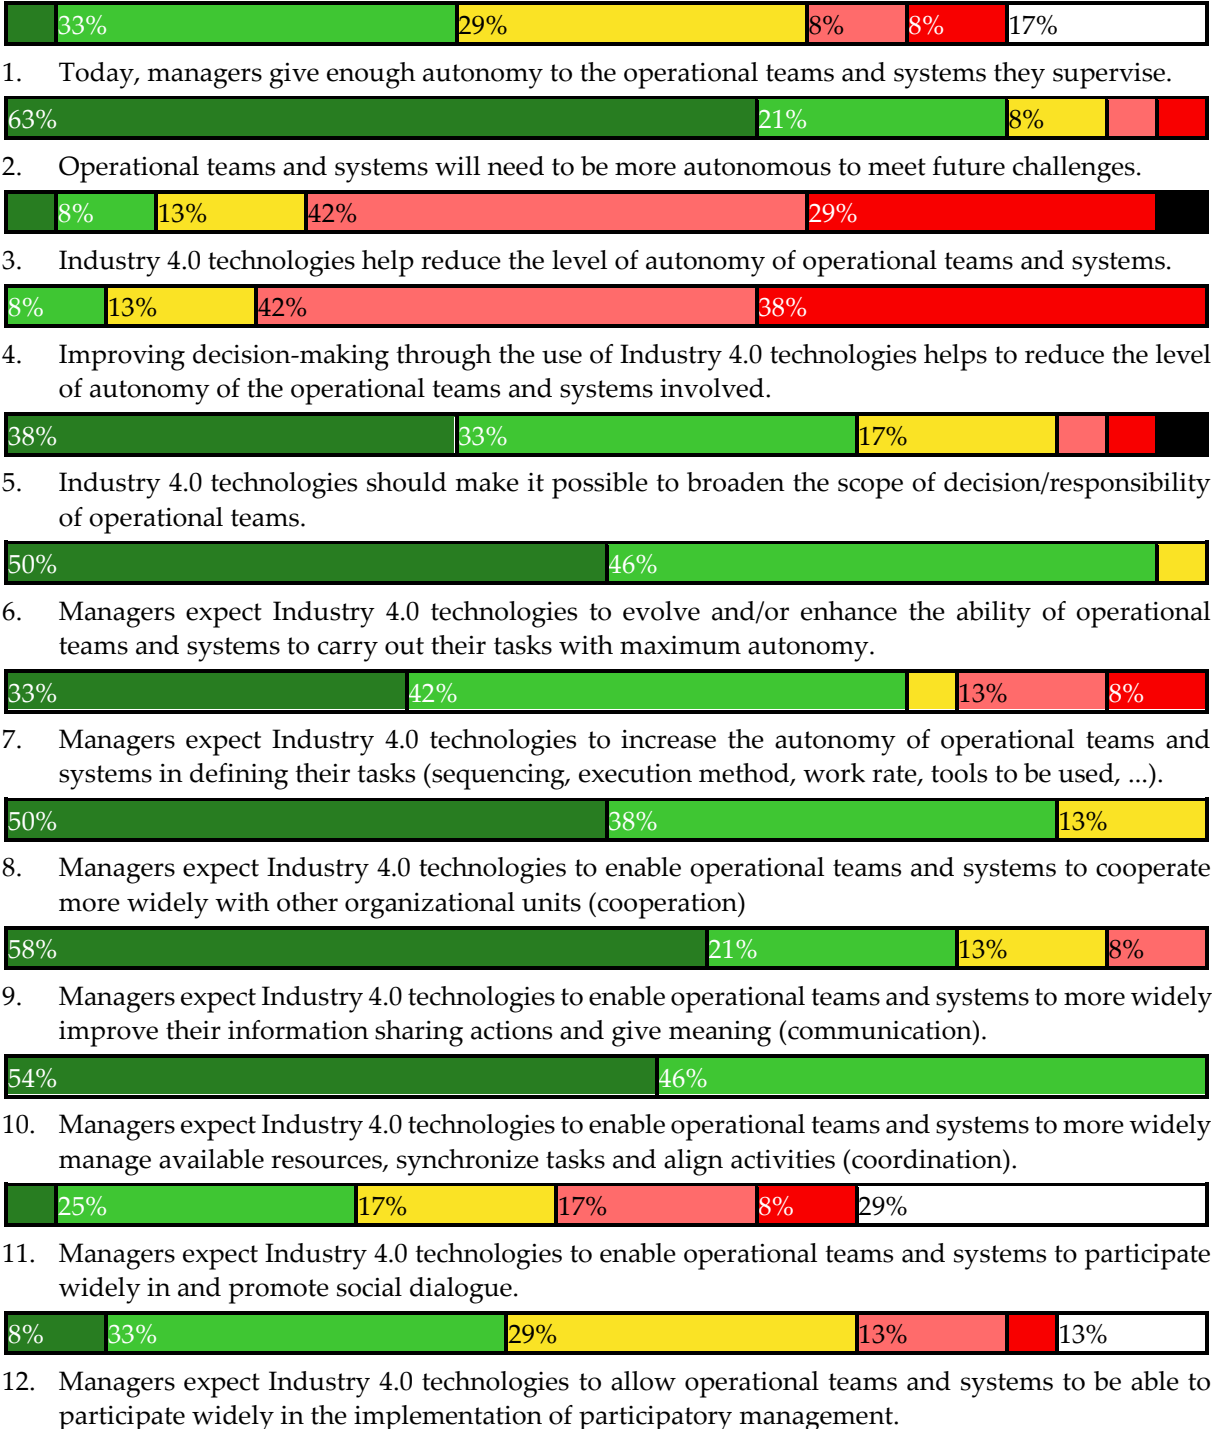 33% 29% 8% 8% 17%
1. Today, managers give enough autonomy to the operational teams and systems they supervise.
63% 21% 8%
2. Operational teams and systems will need to be more autonomous to meet future challenges.
8% 13% 42% 29%
3. Industry 4.0 technologies help reduce the level of autonomy of operational teams and systems.
8% 13% 42% 38%
4. Improving decision-making through the use of Industry 4.0 technologies helps to reduce the level
of autonomy of the operational teams and systems involved.
38% 33% 17%
5. Industry 4.0 technologies should make it possible to broaden the scope of decision/responsibility
of operational teams.
50% 46%
6. Managers expect Industry 4.0 technologies to evolve and/or enhance the ability of operational
teams and systems to carry out their tasks with maximum autonomy.
33% 42% 13% 8%
7. Managers expect Industry 4.0 technologies to increase the autonomy of operational teams and
systems in defining their tasks (sequencing, execution method, work rate, tools to be used, ...).
50% 38% 13%
8. Managers expect Industry 4.0 technologies to enable operational teams and systems to cooperate
more widely with other organizational units (cooperation)
58% 21% 13% 8%
9. Managers expect Industry 4.0 technologies to enable operational teams and systems to more widely
improve their information sharing actions and give meaning (communication).
54% 46%
10. Managers expect Industry 4.0 technologies to enable operational teams and systems to more widely
manage available resources, synchronize tasks and align activities (coordination).
25% 17% 17% 8% 29%
11. Managers expect Industry 4.0 technologies to enable operational teams and systems to participate
widely in and promote social dialogue.
8% 33% 29% 13% 13%
12. Managers expect Industry 4.0 technologies to allow operational teams and systems to be able to
participate widely in the implementation of participatory management.